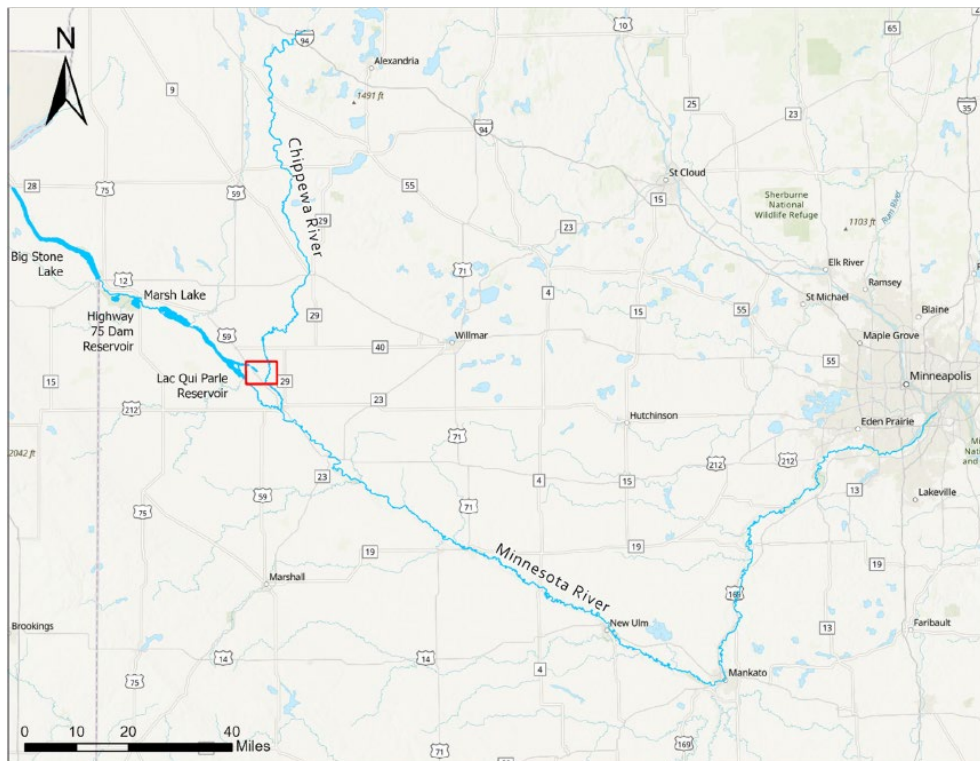 N
94
10
65
Alexandria
9
1491 ft
25
23
35
94
Chippewa River
St Cloud
28
75
59
55
15
Sherburne
National
Wildlife Refuge
1103 ft
Rum River
29
23
Big Stone
Lake
12
71
Elk River
Ramsey
Marsh Lake
4
St Michael
Blaine
Highway
75 Dam
Reservoir
29
15
55
59
Willmar
Maple Grove
40
55
Lac Qui Parle
Reservoir
15
29
Minneapolis
212
23
Hutchinson
Eden Prairie
71
2042 ft
23
212
212
59
4
15
13
Lakeville
75
71
19
19
19
Minnesota River
Marshall
169
Brookings
New Ulm
13
Faribault
14
14
4
75
Mankato
0 10 20 40
Miles
71
169